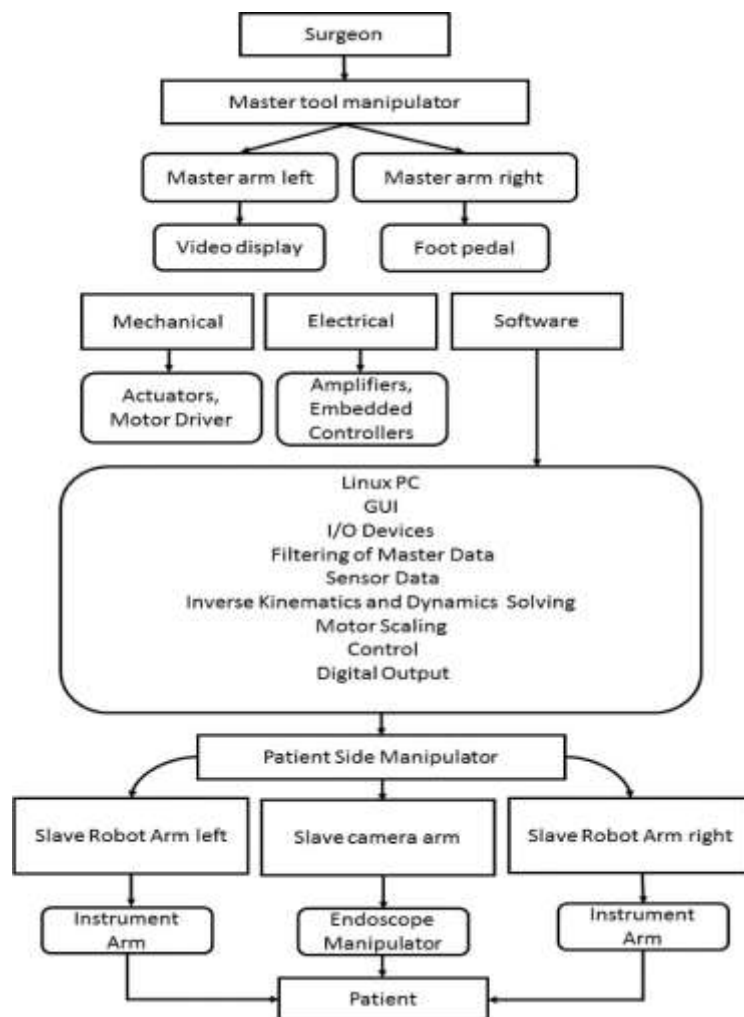 Surgeon
Master tool manipulator
Master arm left
Master arm right
Video display
Foot pedal
Mechanical
Electrical
Software
Actuators,
Motor Driver
Amplifiers,
Embedded
Controllers
Linux PC
GUI
I/O Devices
Filtering of Master Data
Sensor Data
Inverse Kinematics and Dynamics Solving
Motor Scaling
Control
Digital Output
Patient Side Manipulator
Slave Robot Arm left
Slave camera arm
Slave Robot Arm right
Instrument
Arm
Endoscope
Manipulator
Instrument
Arm
Patient